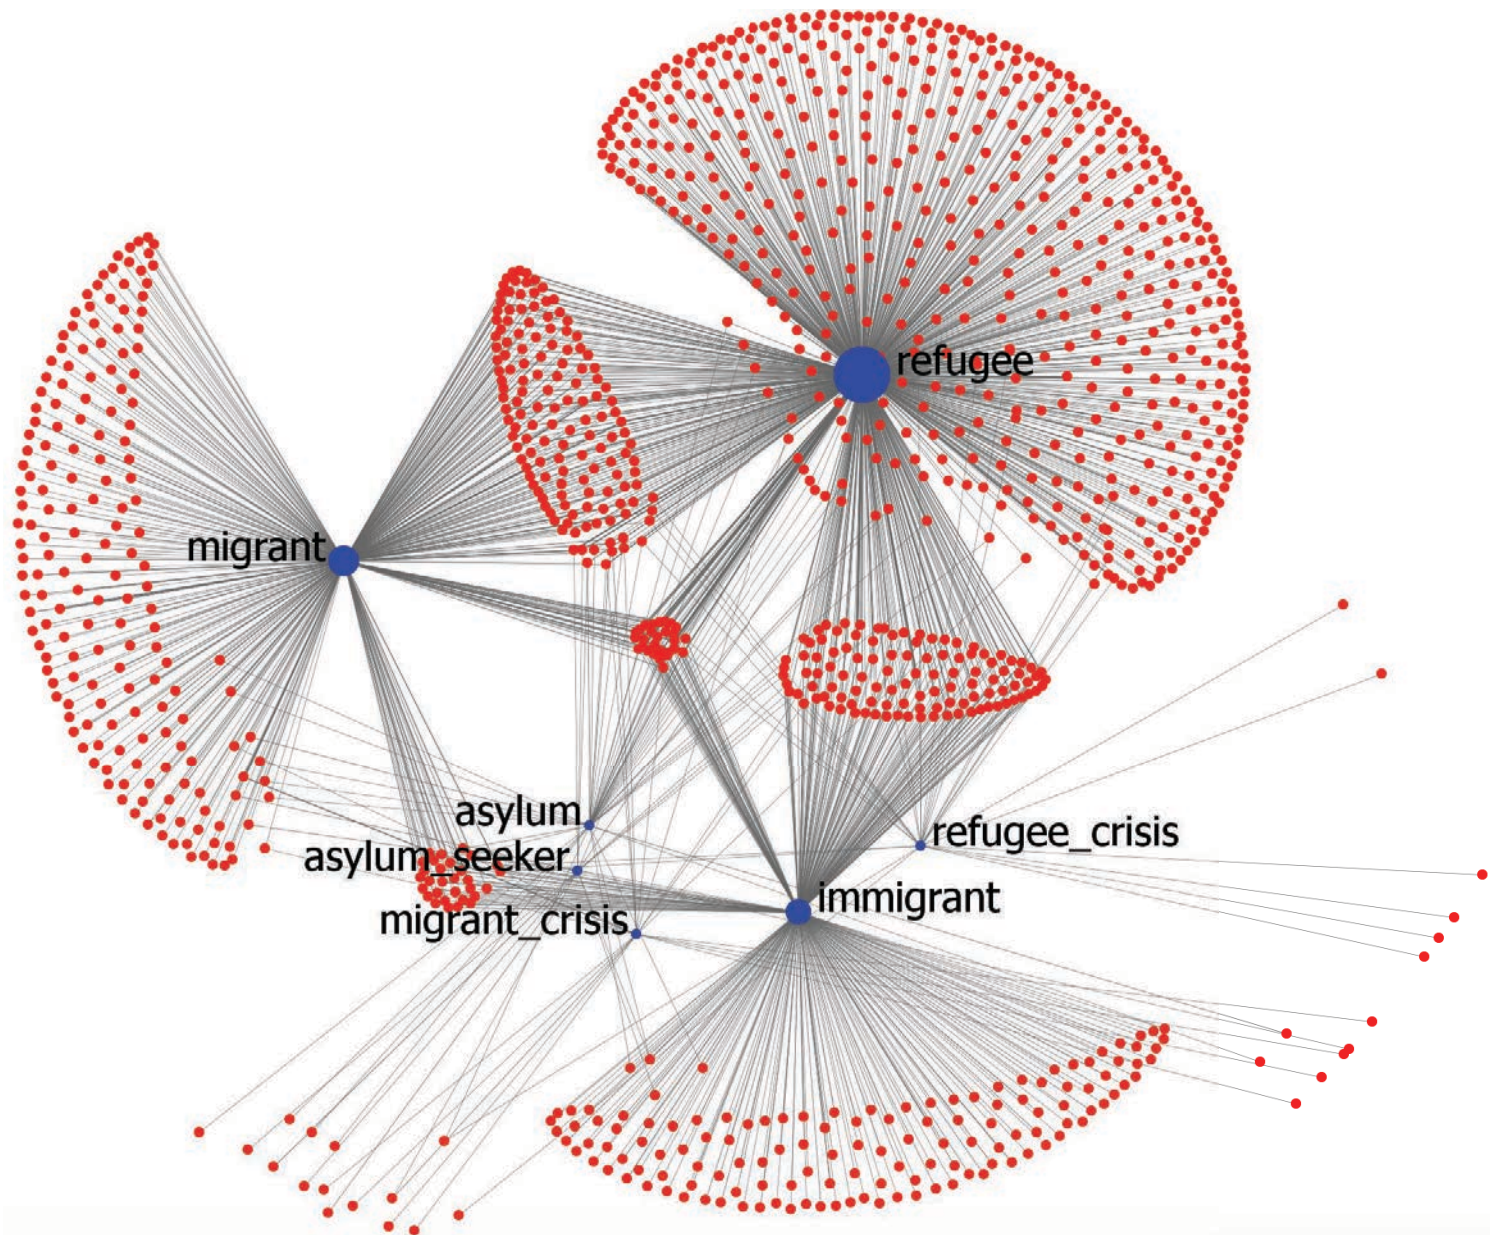 refugee
migrant
asylum
refugee_crisis
asylum_seeker
immigrant
migrant_crisis